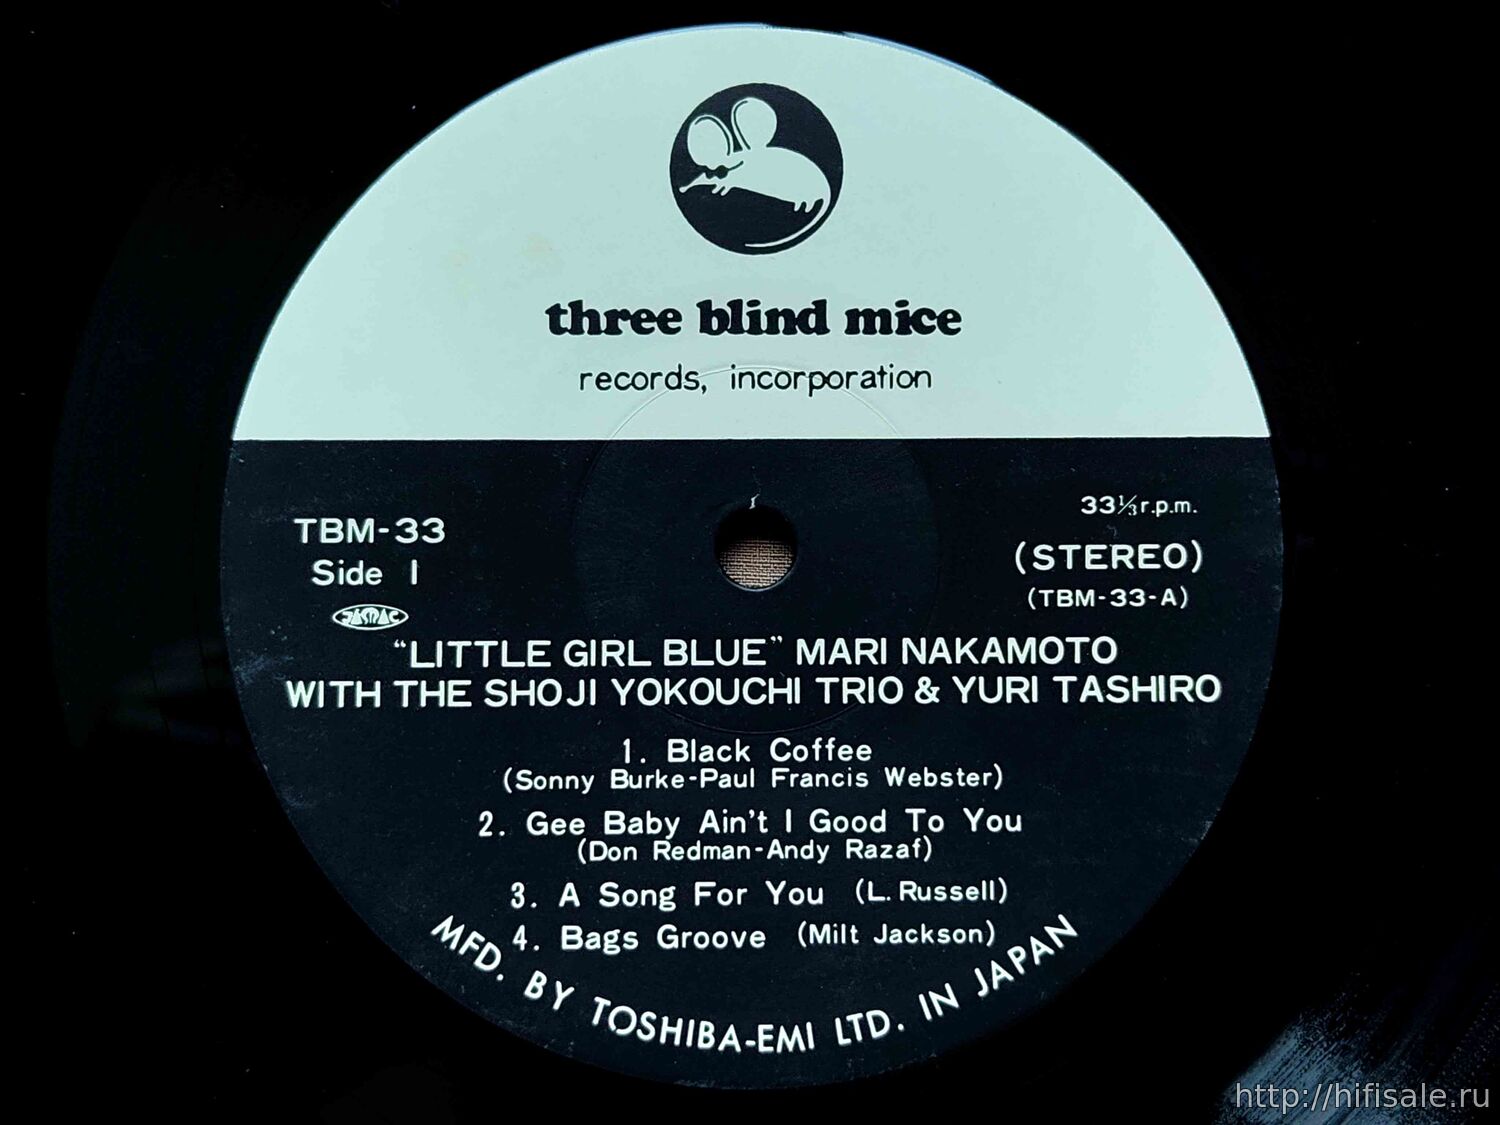 three blind mice
records, incorporation
33⅓ r.p.m.
TBM-33
(STEREO)
Side 1
(TBM-33-A)
JASRAC
“LITTLE GIRL BLUE” MARI NAKAMOTO
WITH THE SHOJI YOKOUCHI TRIO & YURI TASHIRO
1. Black Coffee
(Sonny Burke-Paul Francis Webster)
2. Gee Baby Ain't I Good To You
(Don Redman-Andy Razaf)
3. A Song For You (L. Russell)
4. Bags Groove (Milt Jackson)
MFD. BY TOSHIBA-EMI LTD. IN JAPAN
http://hifisale.ru